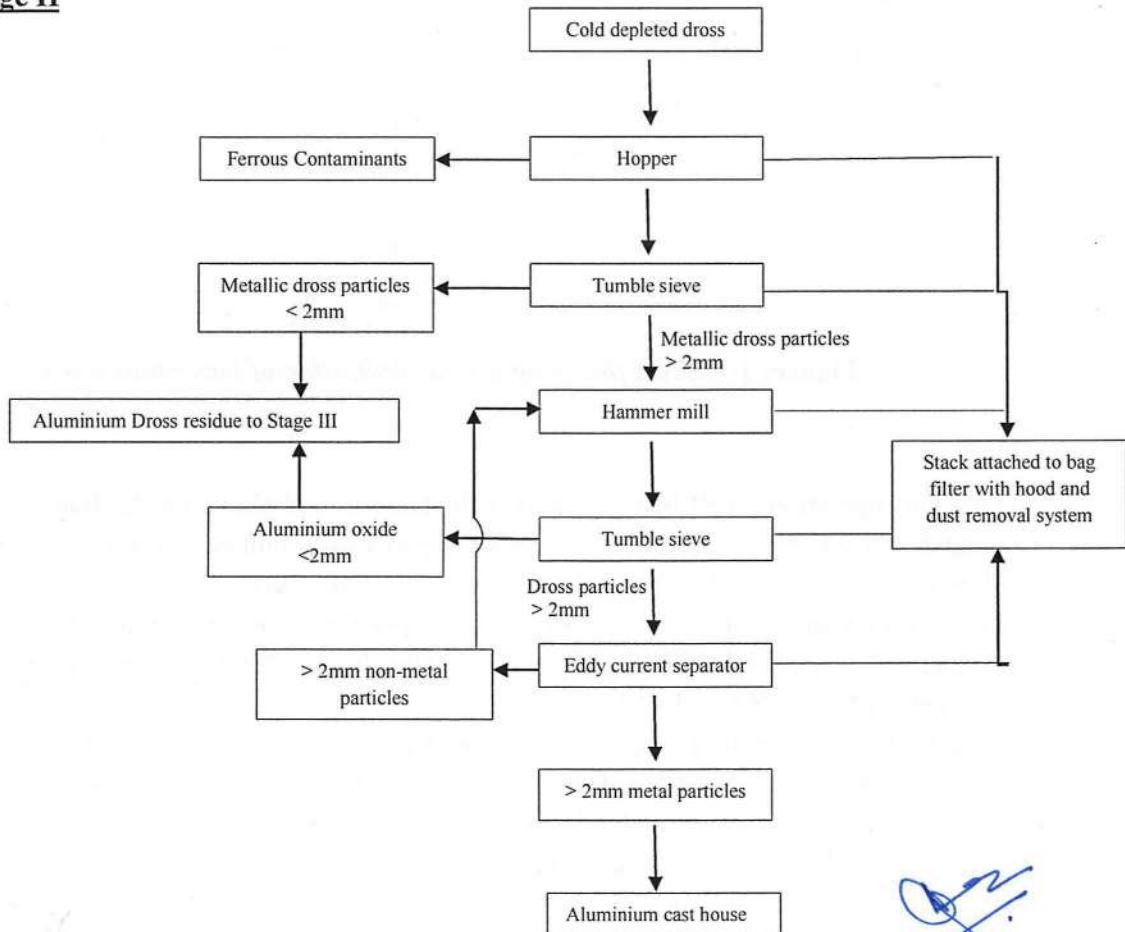 ge II
Cold depleted dross
Ferrous Contaminants
Hopper
Metallic dross particles
< 2mm
Tumble sieve
Metallic dross particles
> 2mm
Aluminium Dross residue to Stage III
Hammer mill
Stack attached to bag
filter with hood and
dust removal system
Aluminium oxide
<2mm
Tumble sieve
Dross particles
> 2mm
> 2mm non-metal
particles
Eddy current separator
> 2mm metal particles
Aluminium cast house